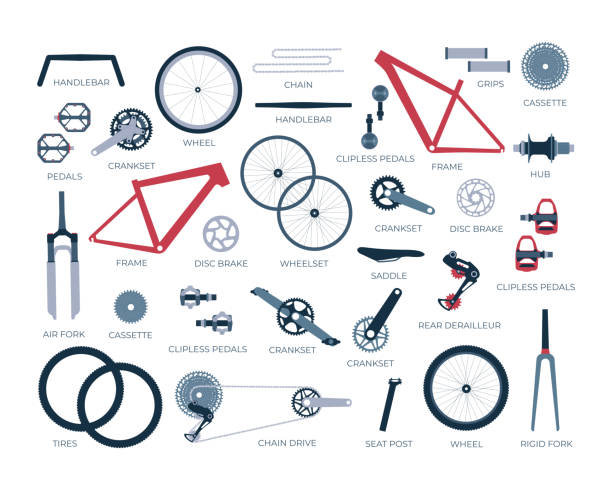 HANDLEBAR
WHEEL
CHAIN
GRIPS
CASSETTE
HANDLEBAR
PEDALS
CRANKSET
CLIPLESS PEDALS
FRAME
HUB
FRAME
DISC BRAKE
WHEELSET
CRANKSET
DISC BRAKE
SADDLE
CLIPLESS PEDALS
AIR FORK
CASSETTE
CLIPLESS PEDALS
CRANKSET
CRANKSET
REAR DERAILLEUR
TIRES
CHAIN DRIVE
SEAT POST
WHEEL
RIGID FORK